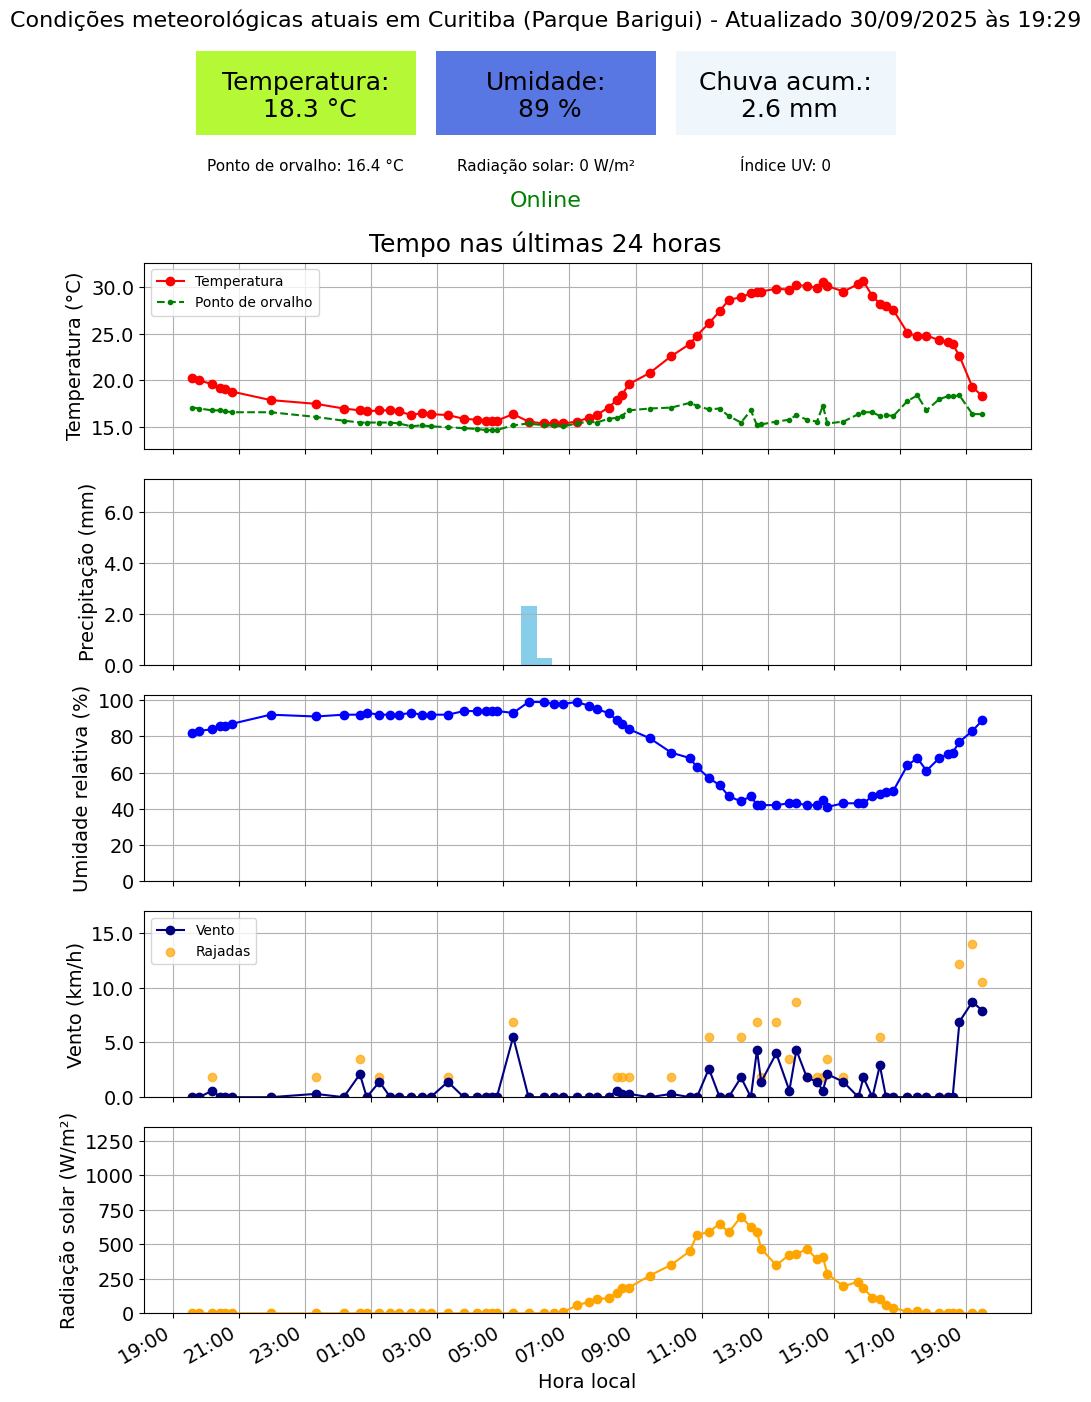 Condições meteorológicas atuais em Curitiba (Parque Barigui) - Atualizado 30/09/2025 às 19:29
Temperatura:
18.3 °C
Umidade:
89 %
Chuva acum.:
2.6 mm
Ponto de orvalho: 16.4 °C
Radiação solar: 0 W/m²
Índice UV: 0
Online
Tempo nas últimas 24 horas
Temperatura (°C)
30.0
25.0
20.0
15.0
Temperatura
Ponto de orvalho
Precipitação (mm)
6.0
4.0
2.0
0.0
Umidade relativa (%)
100
80
60
40
20
0
Vento (km/h)
15.0
10.0
5.0
0.0
Vento
Rajadas
Radiação solar (W/m²)
1250
1000
750
500
250
0
19:00
21:00
23:00
01:00
03:00
05:00
07:00
09:00
11:00
13:00
15:00
17:00
19:00
Hora local